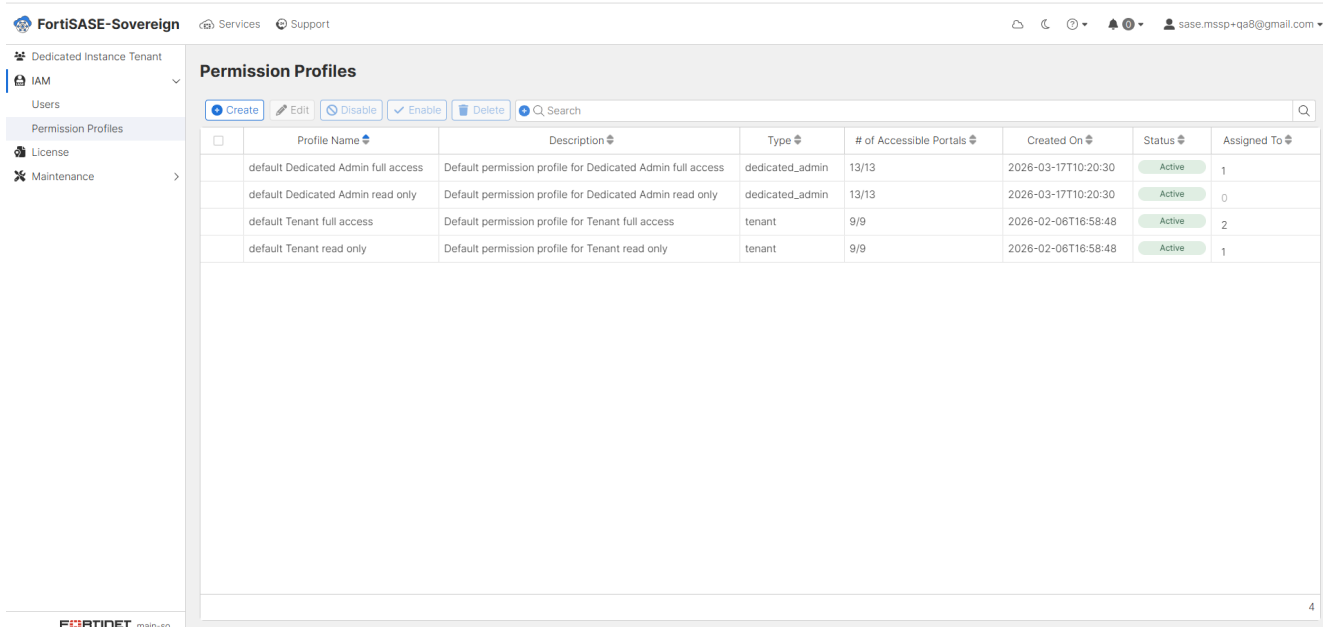 FortiSASE-Sovereign Services Support 0 sase.mssp+qa8@gmail.com
Dedicated Instance Tenant
IAM
Users
Permission Profiles
License
Maintenance
Permission Profiles
Create Edit Disable Enable Delete Search
Profile Name Description Type # of Accessible Portals Created On Status Assigned To
default Dedicated Admin full access Default permission profile for Dedicated Admin full access dedicated_admin 13/13 2026-03-17T10:20:30 Active 1
default Dedicated Admin read only Default permission profile for Dedicated Admin read only dedicated_admin 13/13 2026-03-17T10:20:30 Active 0
default Tenant full access Default permission profile for Tenant full access tenant 9/9 2026-02-06T16:58:48 Active 2
default Tenant read only Default permission profile for Tenant read only tenant 9/9 2026-02-06T16:58:48 Active 1
4
FORTINET main-so